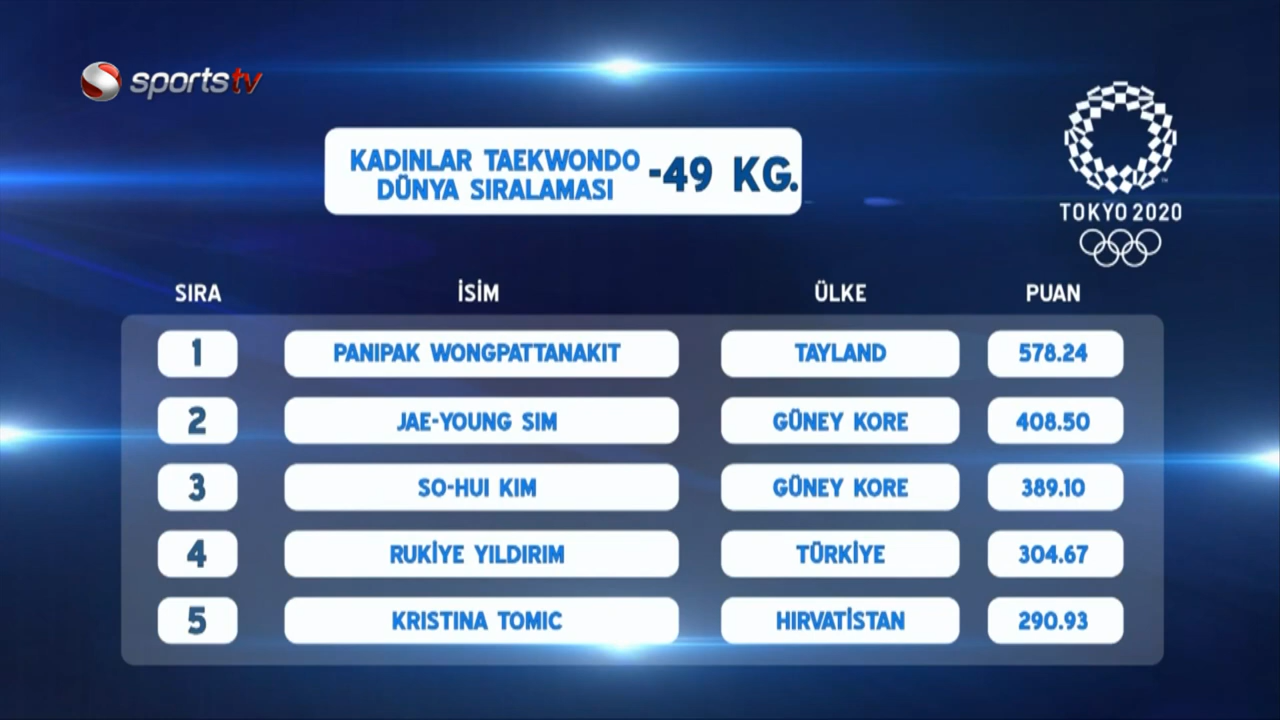 sportstv
KADINLAR TAEKWONDO
DÜNYA SIRALAMASI
-49 KG.
TOKYO 2020
SIRA İSİM ÜLKE PUAN
1 PANIPAK WONGPATTANAKIT TAYLAND 578.24
2 JAE-YOUNG SIM GÜNEY KORE 408.50
3 SO-HUI KIM GÜNEY KORE 389.10
4 RUKİYE YILDIRIM TÜRKİYE 304.67
5 KRISTINA TOMIC HIRVATİSTAN 290.93